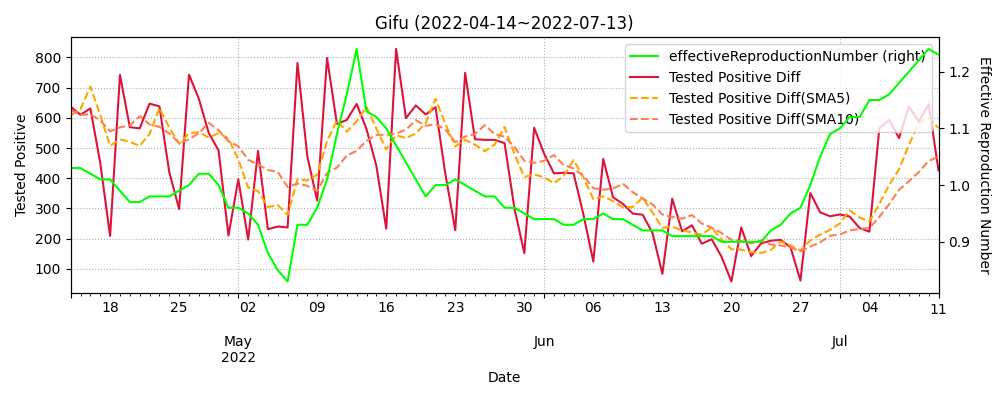 Gifu (2022-04-14~2022-07-13)
effectiveReproductionNumber (right)
Tested Positive Diff
Tested Positive Diff(SMA5)
Tested Positive Diff(SMA10)
Tested Positive
800
700
600
500
400
300
200
100
1.2
1.1
1.0
0.9
Effective Reproduction Number
18 25 02 09 16 23 30 06 13 20 27 04 11
May Jun Jul
2022
Date